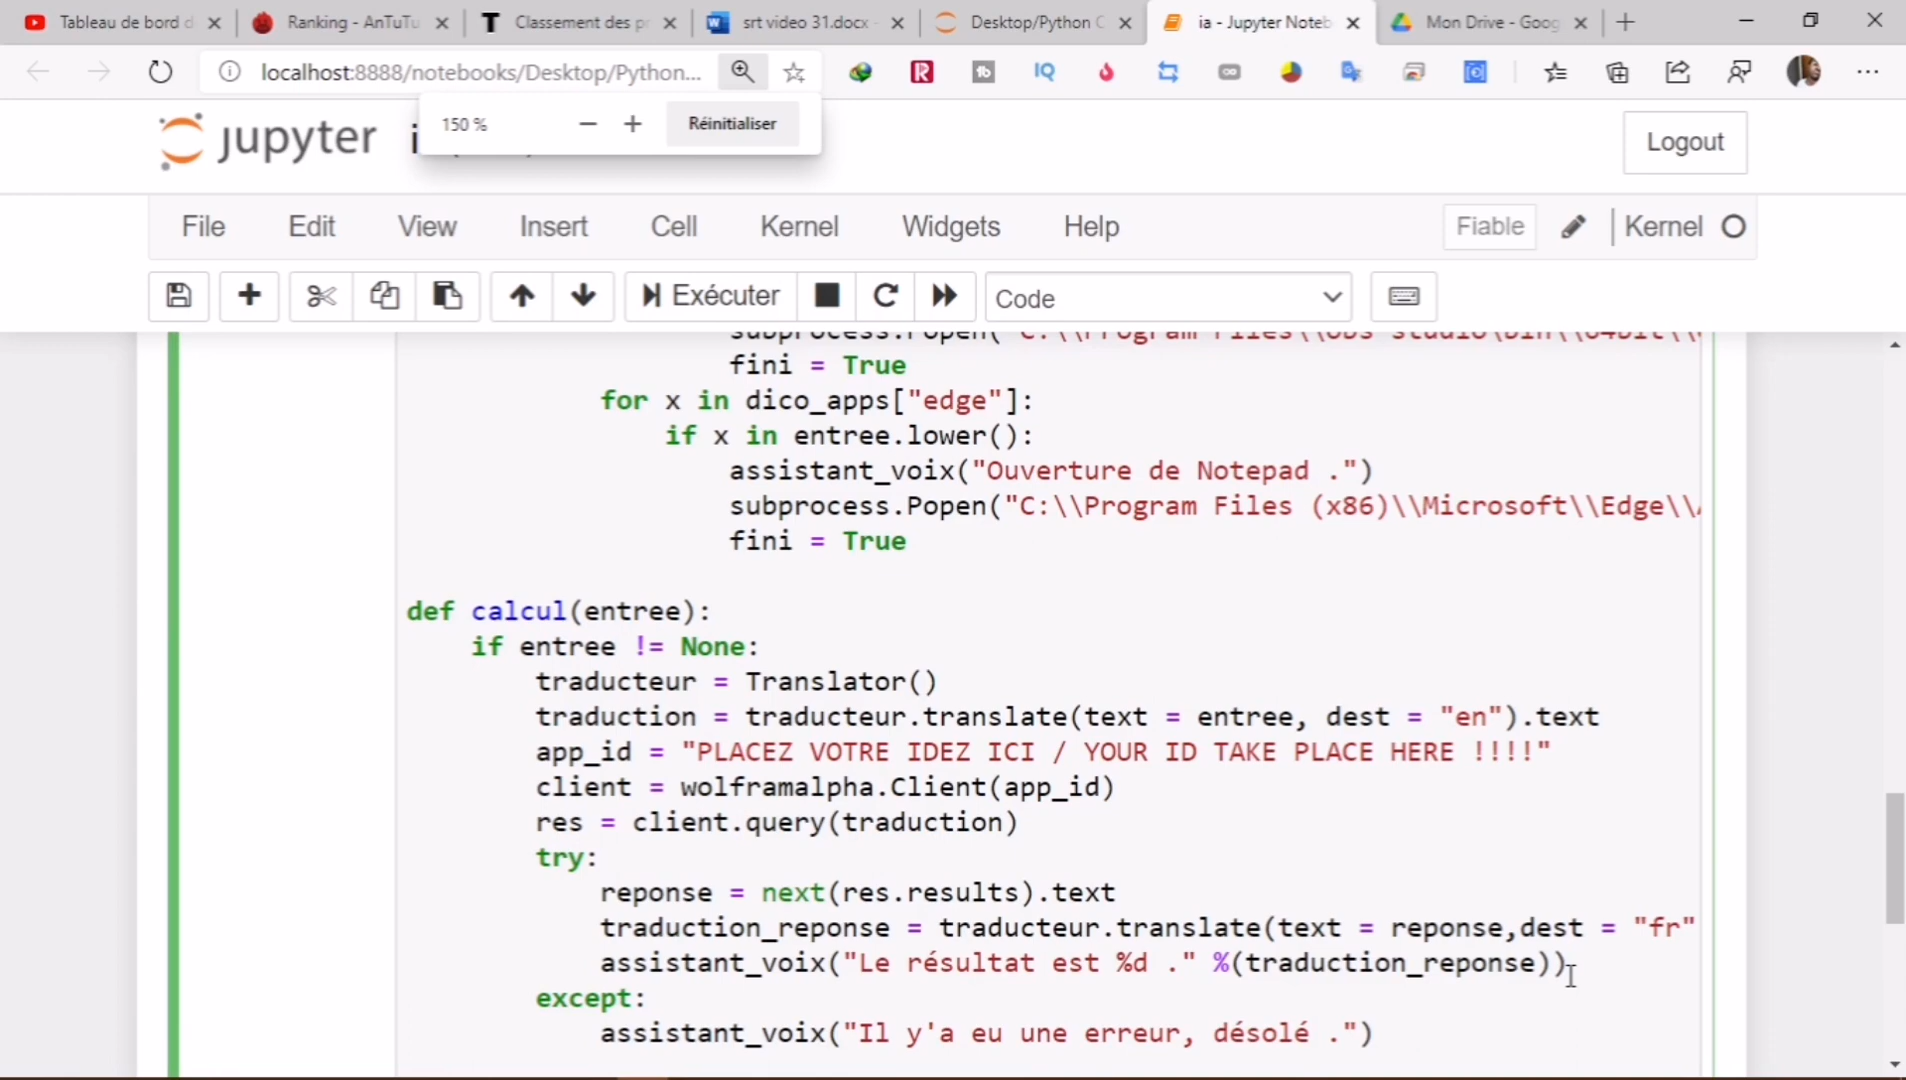 Tableau de bord d
Ranking - AnTuTu
Classement des p
srt video 31.docx
Desktop/Python C
ia - Jupyter Noteb
Mon Drive - Goog
localhost:8888/notebooks/Desktop/Python...
150 %
Réinitialiser
jupyter
Logout
File Edit View Insert Cell Kernel Widgets Help
Fiable
Kernel
Exécuter
Code
fini = True
for x in dico_apps["edge"]:
if x in entree.lower():
assistant_voix("Ouverture de Notepad .")
subprocess.Popen("C:\\Program Files (x86)\\Microsoft\\Edge\\
fini = True
def calcul(entree):
if entree != None:
traducteur = Translator()
traduction = traducteur.translate(text = entree, dest = "en").text
app_id = "PLACEZ VOTRE IDEZ ICI / YOUR ID TAKE PLACE HERE !!!!"
client = wolframalpha.Client(app_id)
res = client.query(traduction)
try:
reponse = next(res.results).text
traduction_reponse = traducteur.translate(text = reponse,dest = "fr"
assistant_voix("Le résultat est %d ." %(traduction_reponse))
except:
assistant_voix("Il y'a eu une erreur, désolé .")